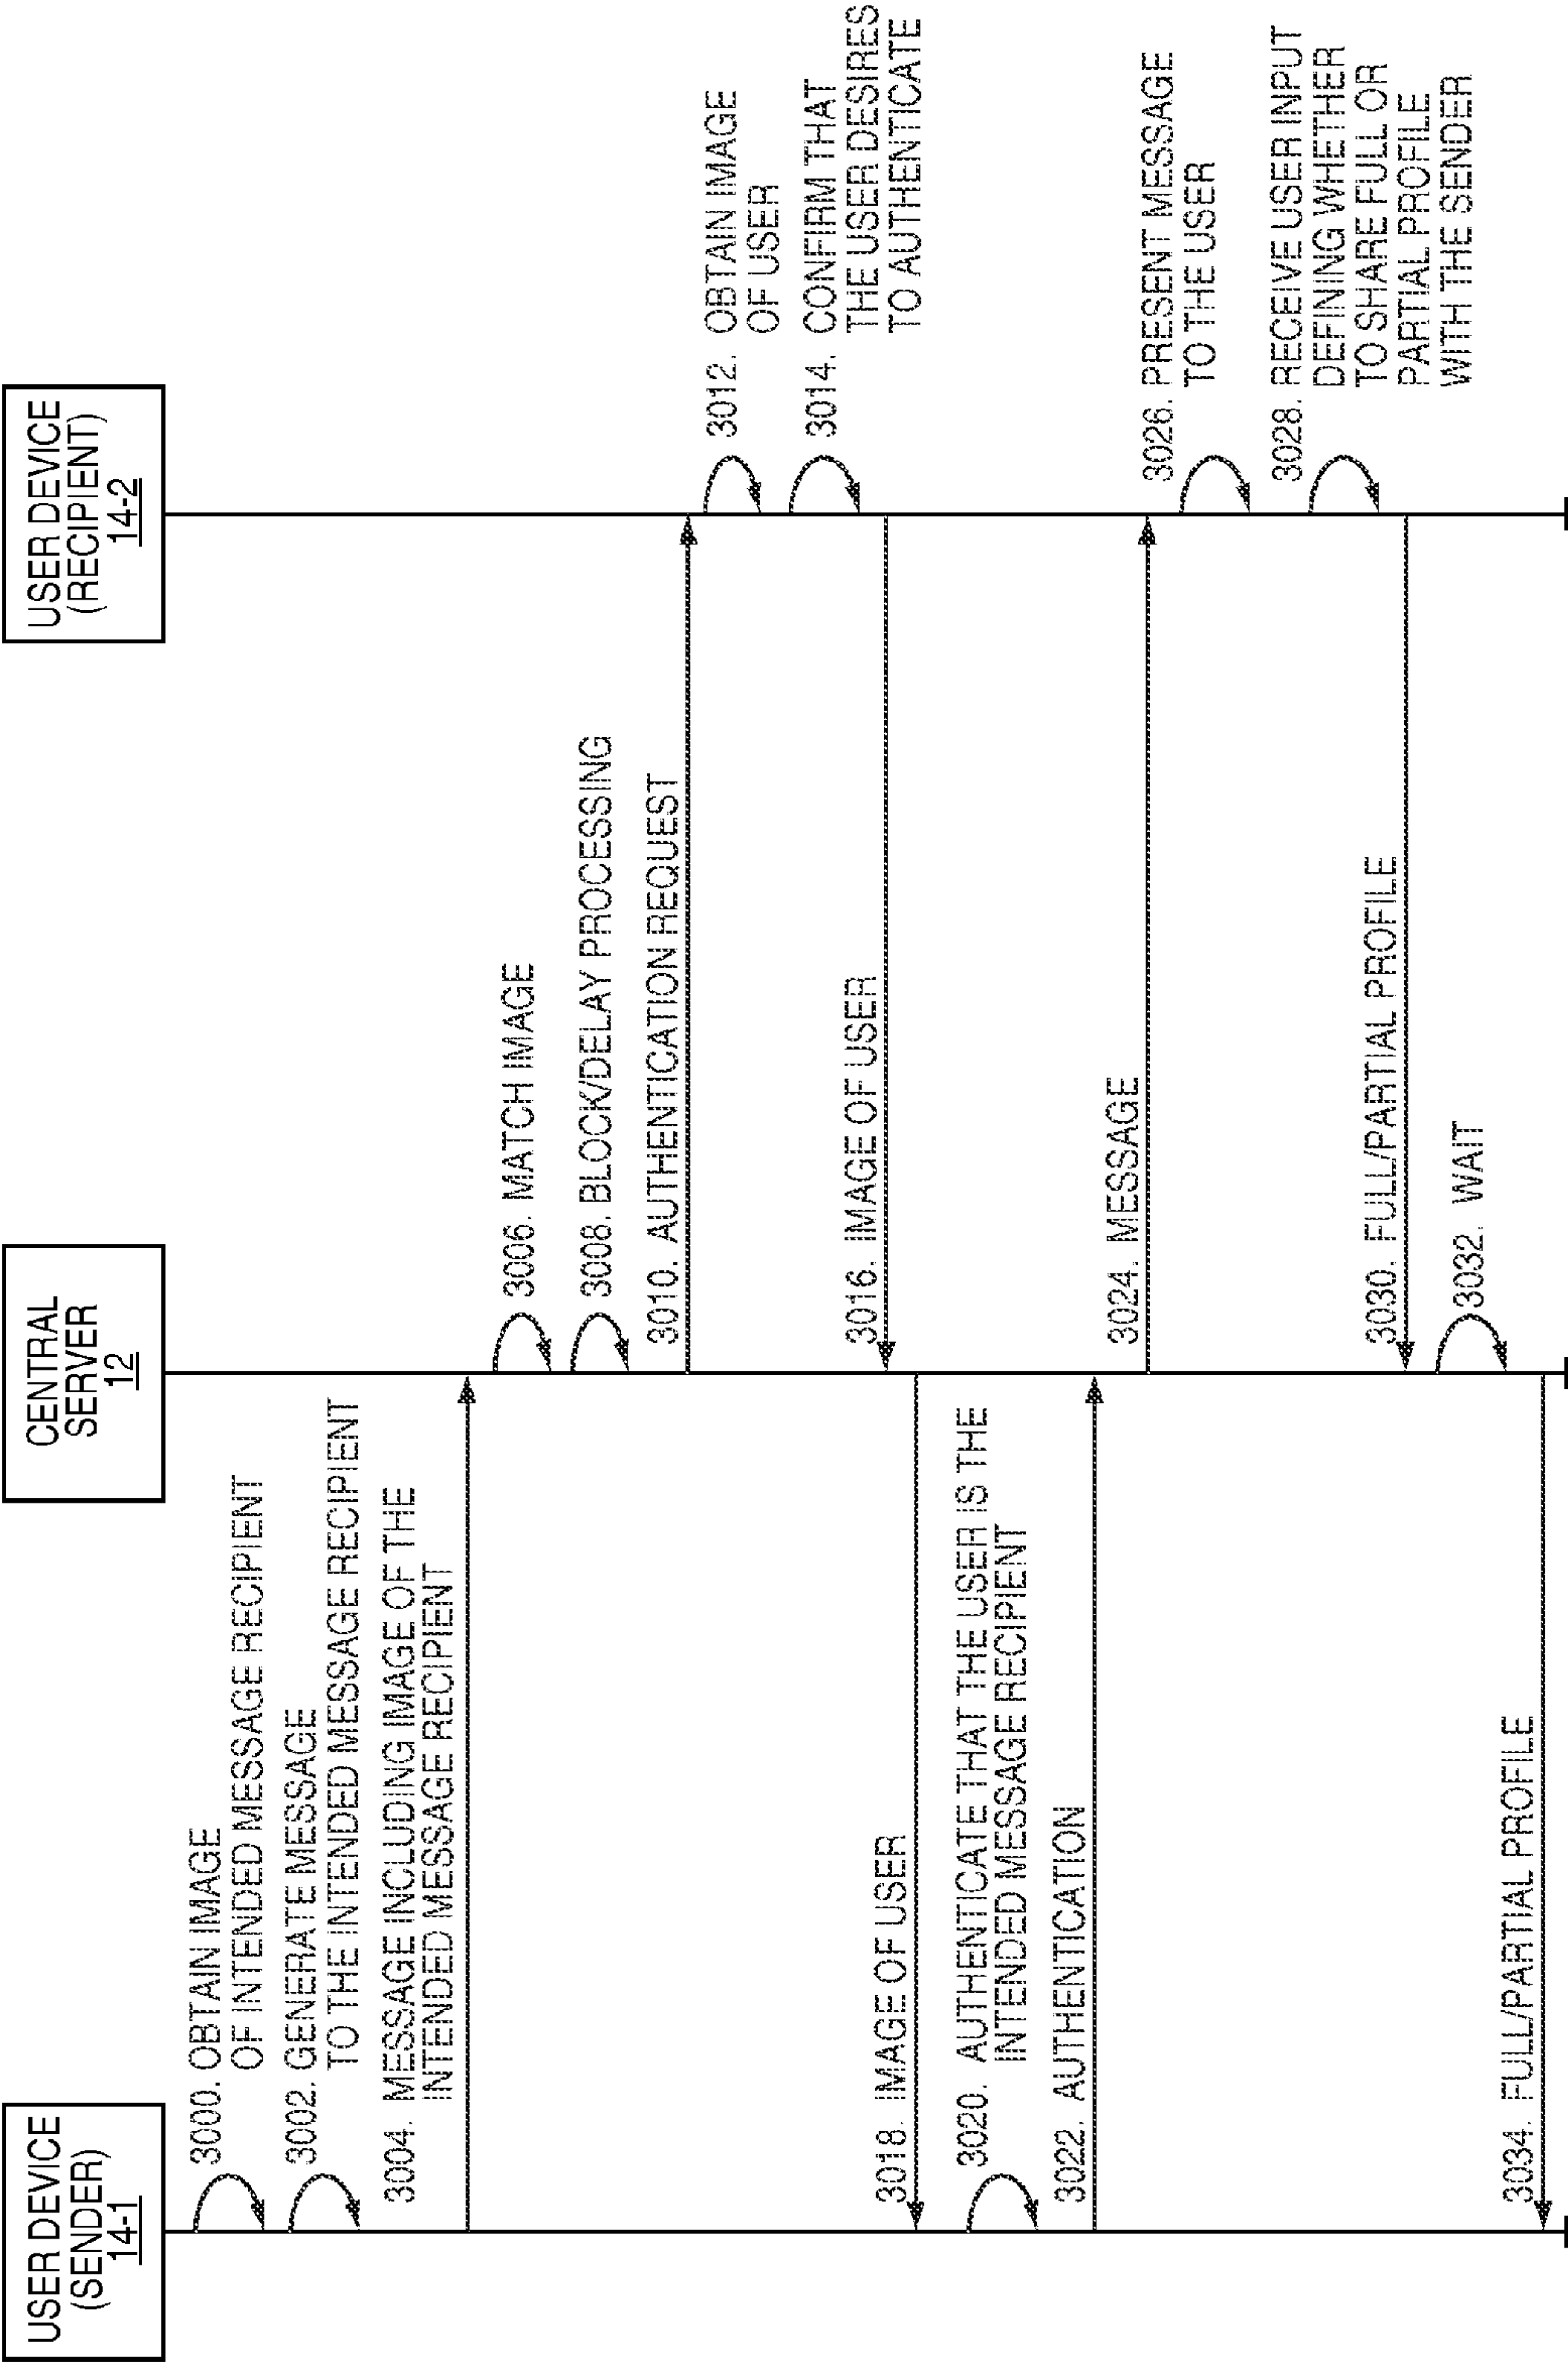 USER DEVICE
(SENDER)
14-1
CENTRAL
SERVER
12
USER DEVICE
(RECIPIENT)
14-2
3000. OBTAIN IMAGE
OF INTENDED MESSAGE RECIPIENT
3002. GENERATE MESSAGE
TO THE INTENDED MESSAGE RECIPIENT
3004. MESSAGE INCLUDING IMAGE OF THE
INTENDED MESSAGE RECIPIENT
3006. MATCH IMAGE
3008. BLOCK/DELAY PROCESSING
3010. AUTHENTICATION REQUEST
3012. OBTAIN IMAGE
OF USER
3014. CONFIRM THAT
THE USER DESIRES
TO AUTHENTICATE
3016. IMAGE OF USER
3018. IMAGE OF USER
3020. AUTHENTICATE THAT THE USER IS THE
INTENDED MESSAGE RECIPIENT
3022. AUTHENTICATION
3024. MESSAGE
3026. PRESENT MESSAGE
TO THE USER
3028. RECEIVE USER INPUT
DEFINING WHETHER
TO SHARE FULL OR
PARTIAL PROFILE
WITH THE SENDER
3030. FULL/PARTIAL PROFILE
3032. WAIT
3034. FULL/PARTIAL PROFILE